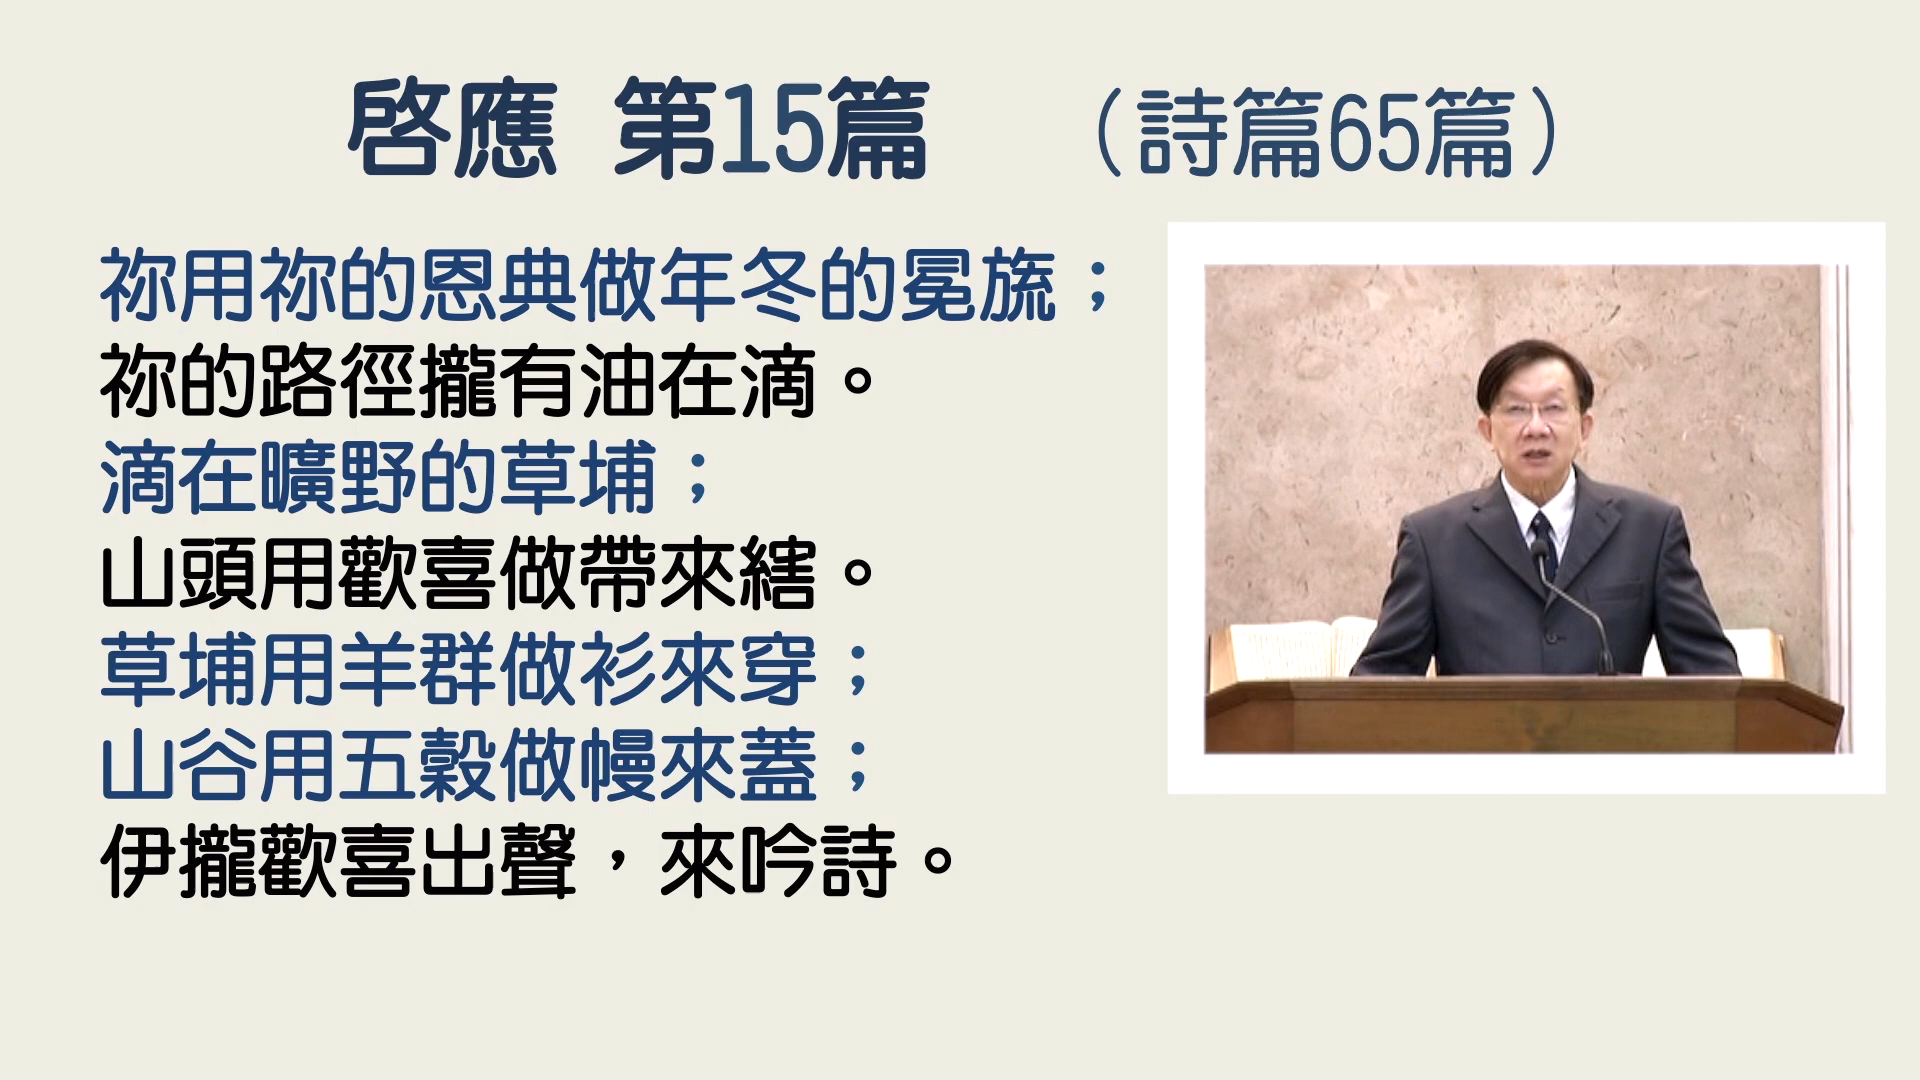 啓應 第15篇 (詩篇65篇)
祢用祢的恩典做年冬的冕旒；
祢的路徑攏有油在滴。
滴在曠野的草埔；
山頭用歡喜做帶來縖。
草埔用羊群做衫來穿；
山谷用五穀做幔來蓋；
伊攏歡喜出聲，來吟詩。